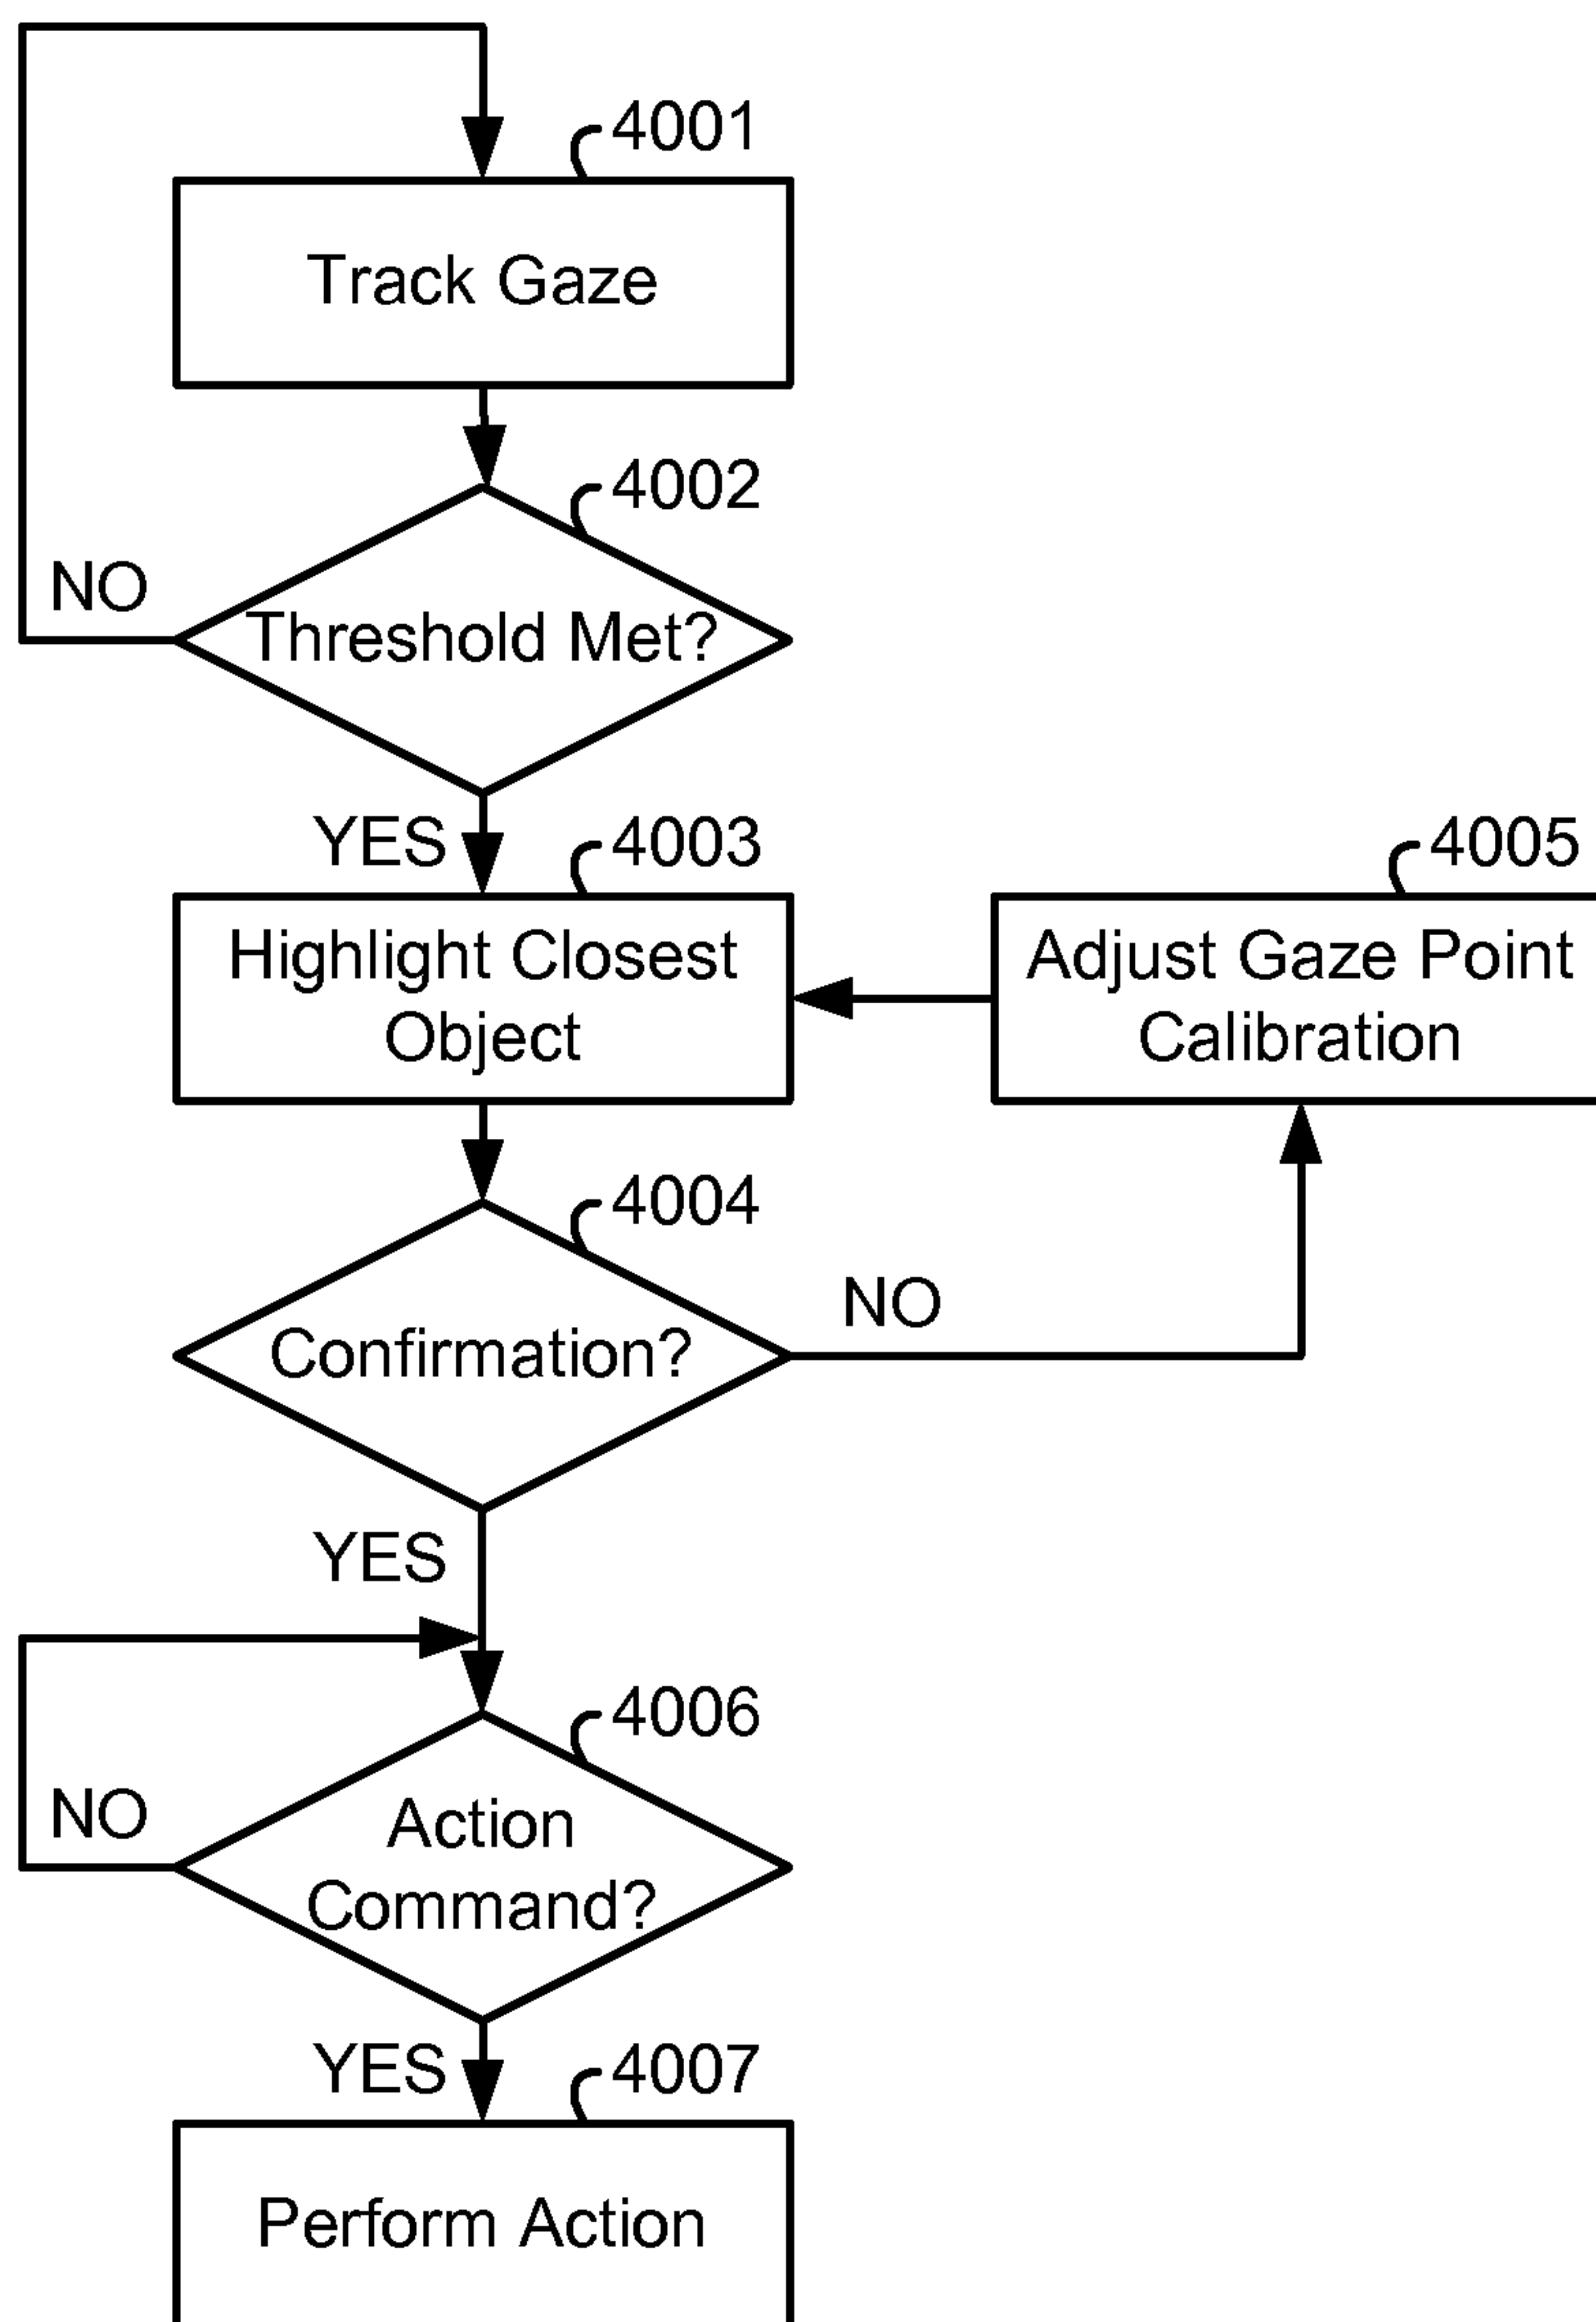 4001
Track Gaze
4002
NO
Threshold Met?
YES
4003
4005
Highlight Closest
Object
Adjust Gaze Point
Calibration
4004
NO
Confirmation?
YES
4006
NO
Action
Command?
YES
4007
Perform Action